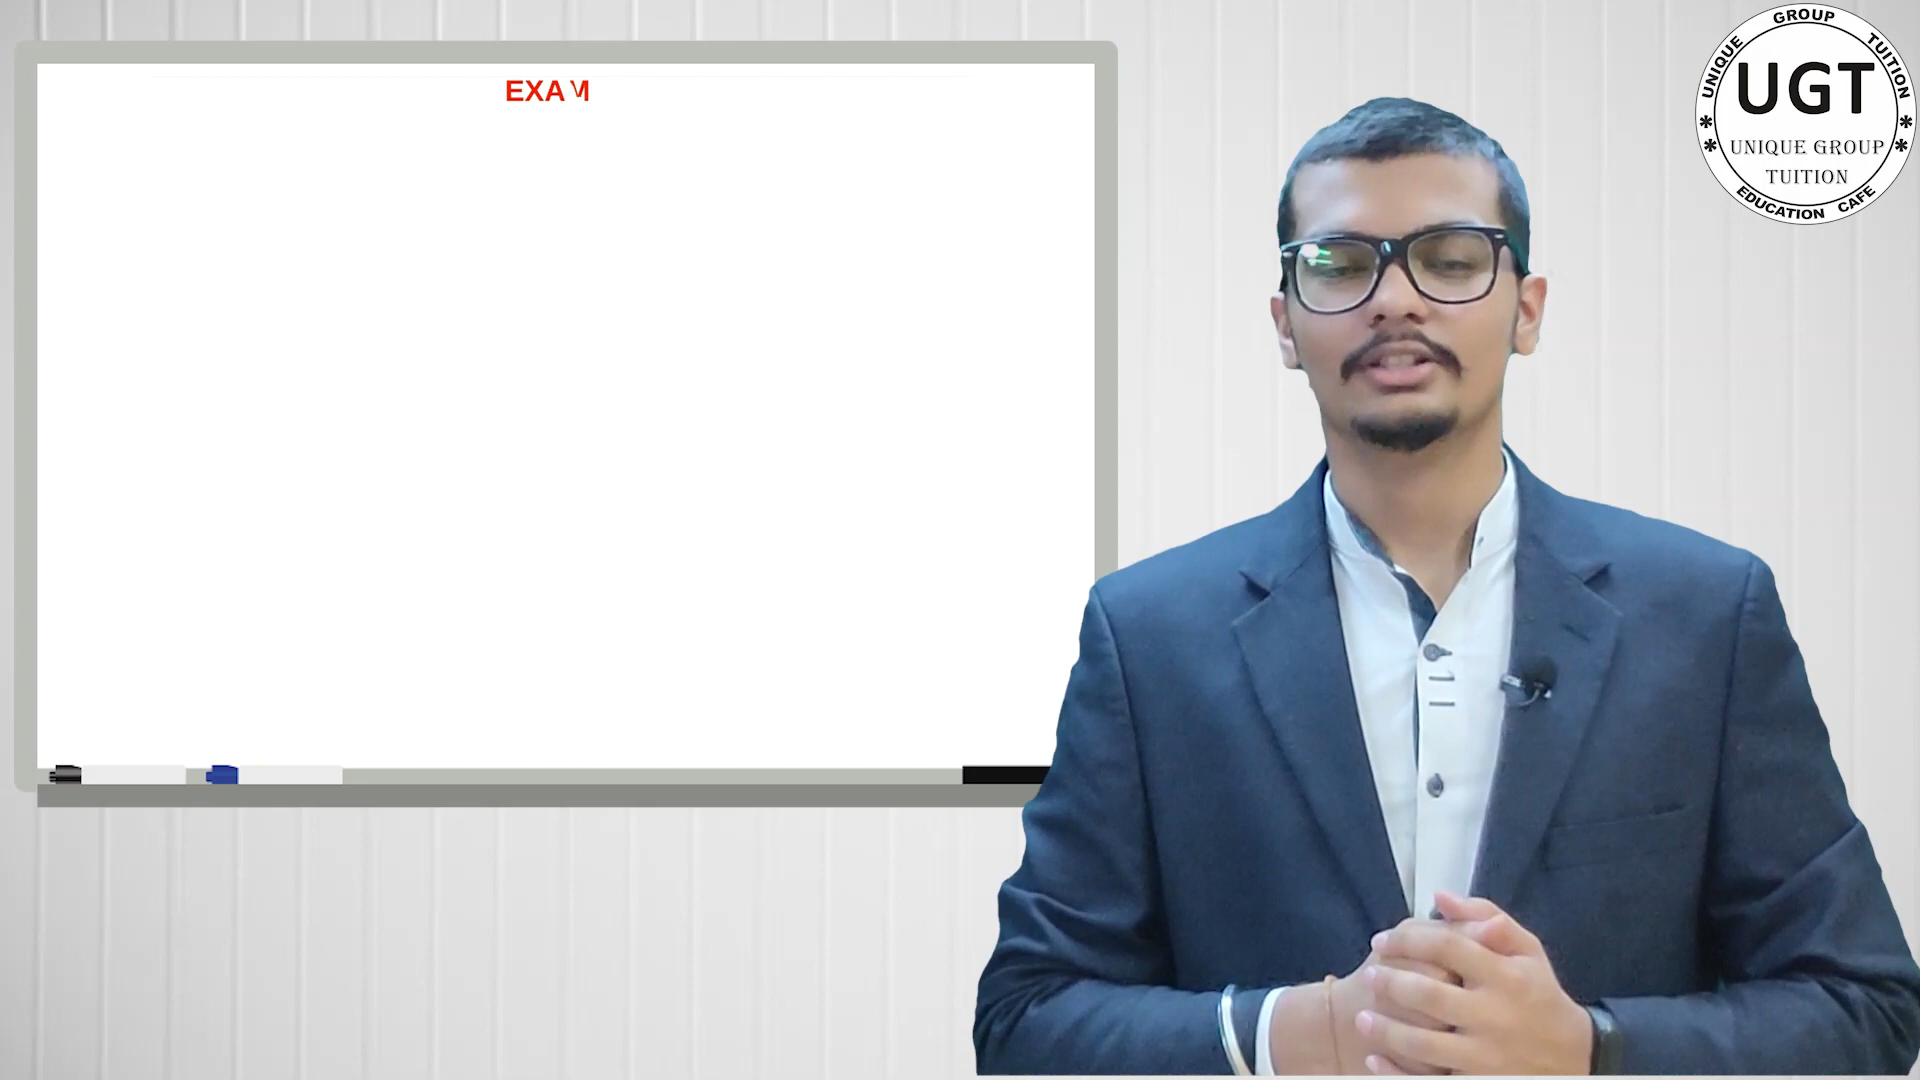 EXAM
GROUP
UNIQUE TUITION
UGT
UNIQUE GROUP
TUITION
EDUCATION CAFE